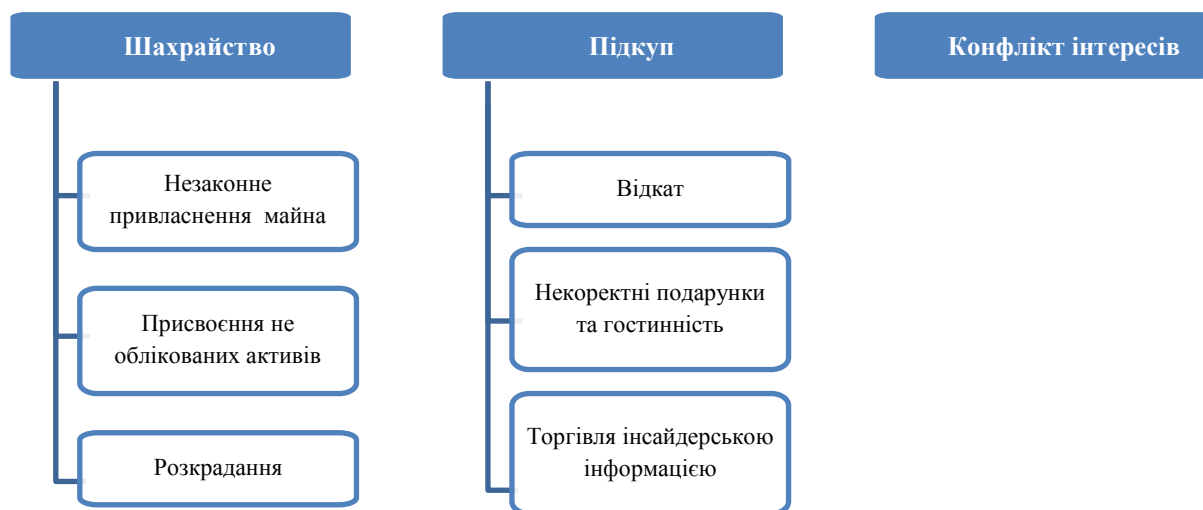 Шахрайство
Підкуп
Конфлікт інтересів
Незаконне
привласнення майна
Присвоєння не
облікованих активів
Розкрадання
Відкат
Некоректні подарунки
та гостинність
Торгівля інсайдерською
інформацією